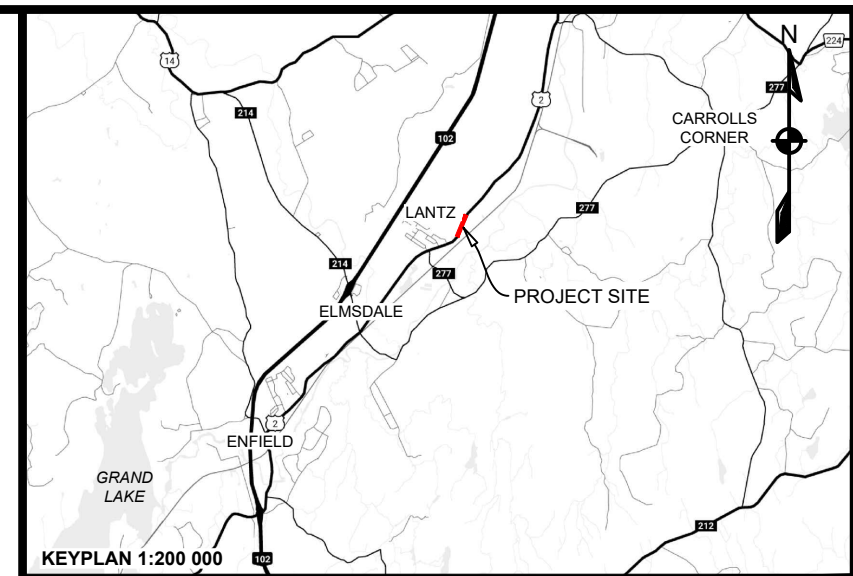 N
14
224
277
214
2
CARROLLS
CORNER
102
LANTZ
277
214
277
PROJECT SITE
ELMSDALE
2
ENFIELD
GRAND
LAKE
212
KEYPLAN 1:200 000
102